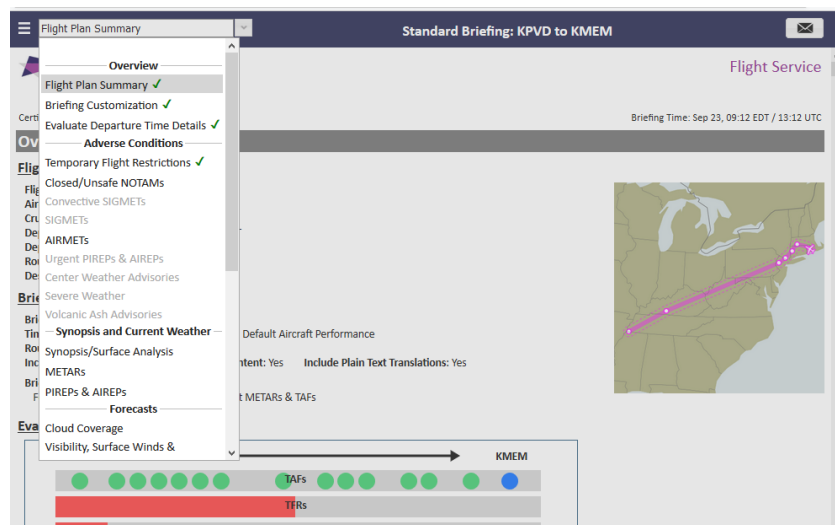 Flight Plan Summary
Standard Briefing: KPVD to KMEM
Overview
Flight Plan Summary ✓
Briefing Customization ✓
Evaluate Departure Time Details ✓
Adverse Conditions
Temporary Flight Restrictions ✓
Closed/Unsafe NOTAMs
Convective SIGMETs
SIGMETs
AIRMETs
Urgent PIREPs & AIREPs
Center Weather Advisories
Severe Weather
Volcanic Ash Advisories
Synopsis and Current Weather
Synopsis/Surface Analysis
METARs
PIREPs & AIREPs
Forecasts
Cloud Coverage
Visibility, Surface Winds &
Flight Service
Briefing Time: Sep 23, 09:12 EDT / 13:12 UTC
Default Aircraft Performance
Yes Include Plain Text Translations: Yes
METARs & TAFs
KMEM
TAFs
TFRs